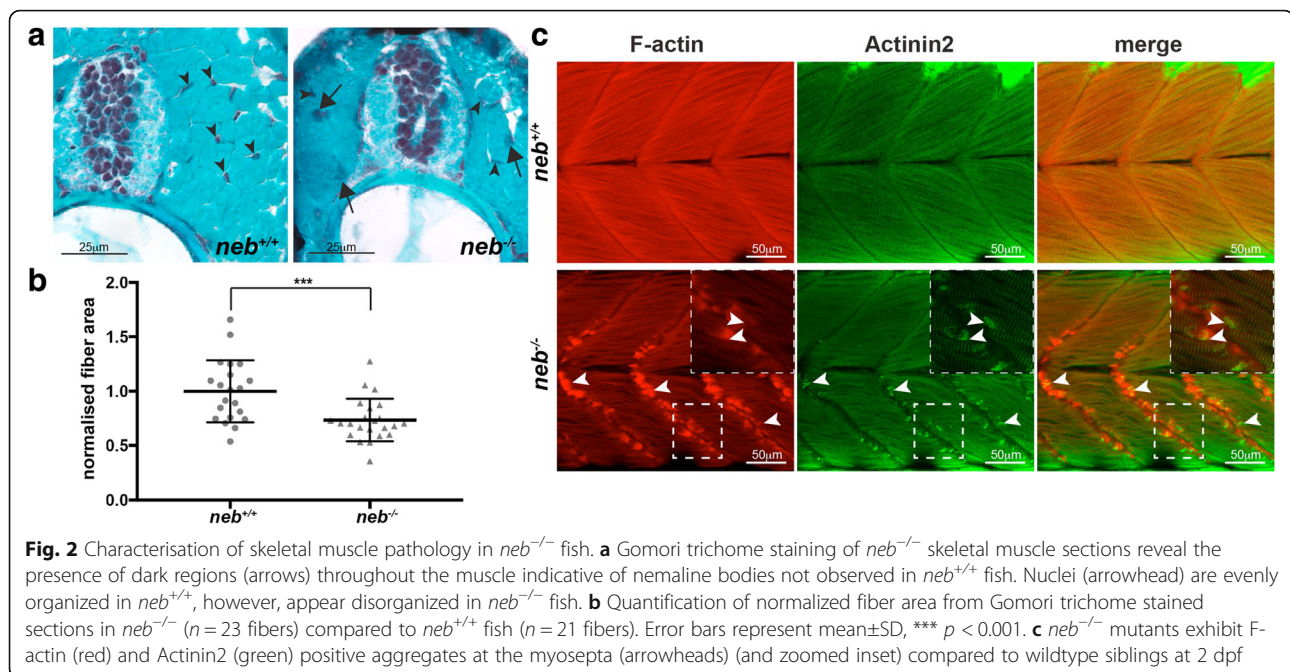 a
neb+/+
25μm
neb-/-
25μm
b
normalised fiber area
2.0
1.5
1.0
0.5
0.0
***
neb+/+
neb-/-
c
F-actin
Actinin2
merge
neb+/+
50μm
50μm
50μm
neb-/-
50μm
50μm
50μm
Fig. 2 Characterisation of skeletal muscle pathology in neb−/− fish. a Gomori trichome staining of neb−/− skeletal muscle sections reveal the
presence of dark regions (arrows) throughout the muscle indicative of nemaline bodies not observed in neb+/+ fish. Nuclei (arrowhead) are evenly
organized in neb+/+, however, appear disorganized in neb−/− fish. b Quantification of normalized fiber area from Gomori trichome stained
sections in neb−/− (n = 23 fibers) compared to neb+/+ fish (n = 21 fibers). Error bars represent mean±SD, *** p < 0.001. c neb−/− mutants exhibit F-
actin (red) and Actinin2 (green) positive aggregates at the myosepta (arrowheads) (and zoomed inset) compared to wildtype siblings at 2 dpf